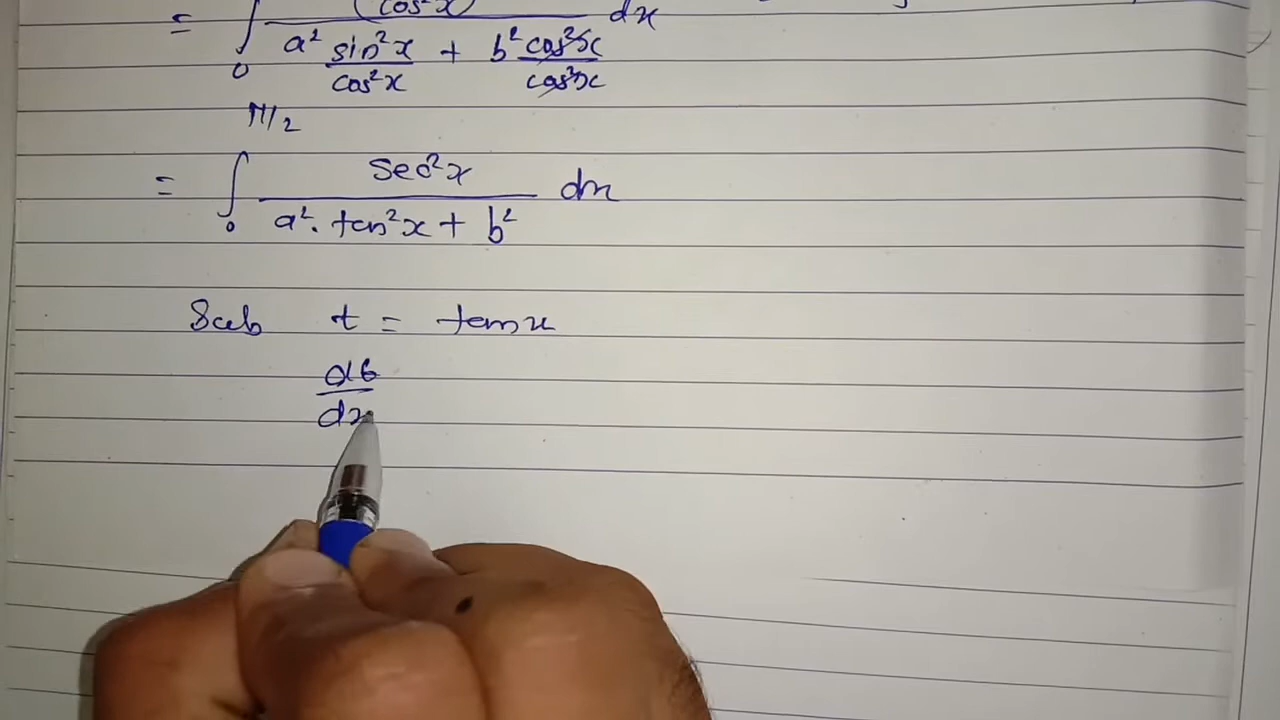 = ∫₀ (cos²x) / (a² sin²x/cos²x + b² cos²x/cos²x) dx
π/2
= ∫₀ sec²x / (a². tan²x + b²) dx
Sub t = tanx
dt/dx